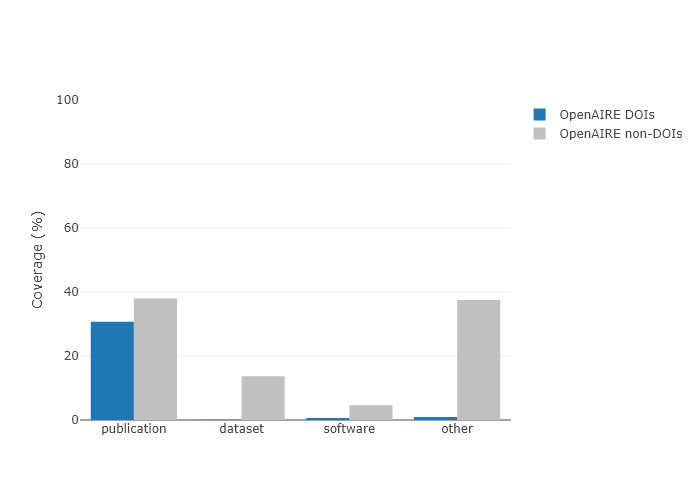 100
80
60
40
20
0
Coverage (%)
publication
dataset
software
other
OpenAIRE DOIs
OpenAIRE non-DOIs